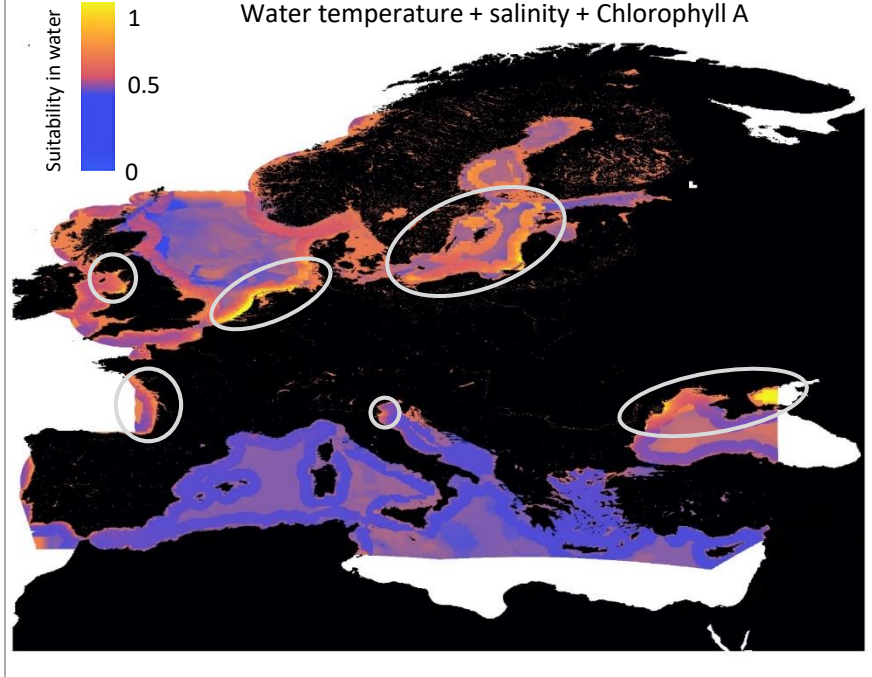 Water temperature + salinity + Chlorophyll A
Suitability in water
1
0.5
0